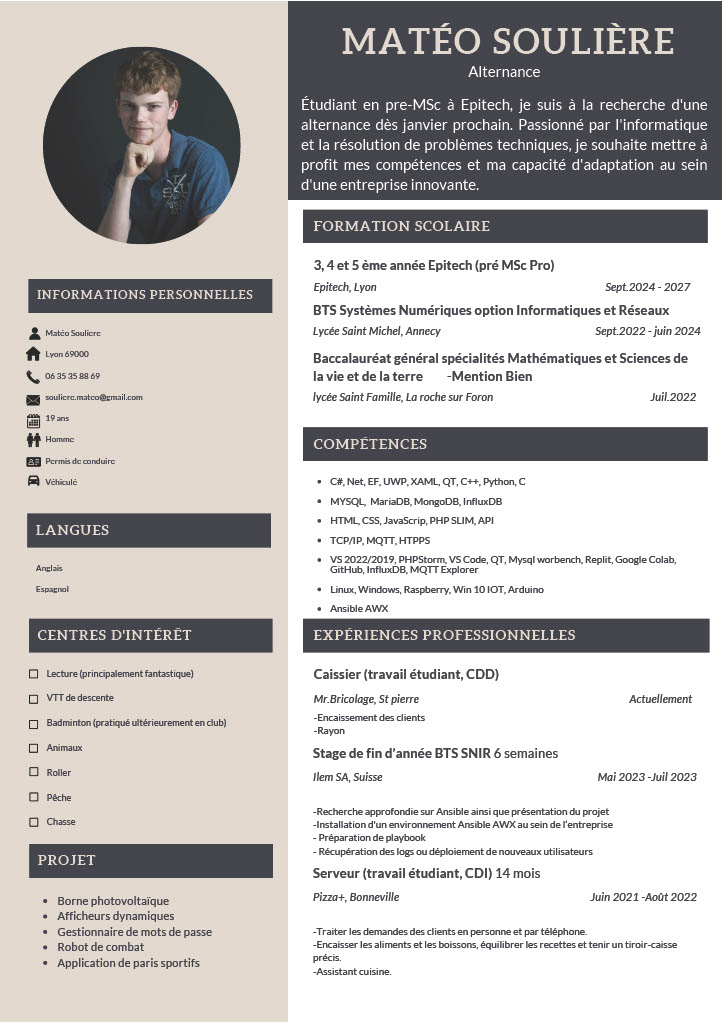 MATÉO SOULIÈRE
Alternance
Étudiant en pre-MSc à Epitech, je suis à la recherche d'une
alternance dès janvier prochain. Passionné par l'informatique
et la résolution de problèmes techniques, je souhaite mettre à
profit mes compétences et ma capacité d'adaptation au sein
d'une entreprise innovante.
INFORMATIONS PERSONNELLES
Matéo Souliere
Lyon 69000
06 35 35 88 69
souliere.mateo@gmail.com
19 ans
Homme
Permis de conduire
Véhiculé
LANGUES
Anglais
Espagnol
CENTRES D'INTÉRÊT
Lecture (principalement fantastique)
VTT de descente
Badminton (pratiqué ultérieurement en club)
Animaux
Roller
Pêche
Chasse
PROJET
Borne photovoltaïque
Afficheurs dynamiques
Gestionnaire de mots de passe
Robot de combat
Application de paris sportifs
FORMATION SCOLAIRE
3, 4 et 5 ème année Epitech (pré MSc Pro)
Epitech, Lyon Sept.2024 - 2027
BTS Systèmes Numériques option Informatiques et Réseaux
Lycée Saint Michel, Annecy Sept.2022 - juin 2024
Baccalauréat général spécialités Mathématiques et Sciences de
la vie et de la terre -Mention Bien
lycée Saint Famille, La roche sur Foron Juil.2022
COMPÉTENCES
C#, Net, EF, UWP, XAML, QT, C++, Python, C
MYSQL, MariaDB, MongoDB, InfluxDB
HTML, CSS, JavaScrip, PHP SLIM, API
TCP/IP, MQTT, HTPPS
VS 2022/2019, PHPStorm, VS Code, QT, Mysql worbench, Replit, Google Colab,
GitHub, InfluxDB, MQTT Explorer
Linux, Windows, Raspberry, Win 10 IOT, Arduino
Ansible AWX
EXPÉRIENCES PROFESSIONNELLES
Caissier (travail étudiant, CDD)
Mr.Bricolage, St pierre Actuellement
-Encaissement des clients
-Rayon
Stage de fin d'année BTS SNIR 6 semaines
Ilem SA, Suisse Mai 2023 -Juil 2023
-Recherche approfondie sur Ansible ainsi que présentation du projet
-Installation d'un environnement Ansible AWX au sein de l'entreprise
- Préparation de playbook
- Récupération des logs ou déploiement de nouveaux utilisateurs
Serveur (travail étudiant, CDI) 14 mois
Pizza+, Bonneville Juin 2021 -Août 2022
-Traiter les demandes des clients en personne et par téléphone.
-Encaisser les aliments et les boissons, équilibrer les recettes et tenir un tiroir-caisse
précis.
-Assistant cuisine.